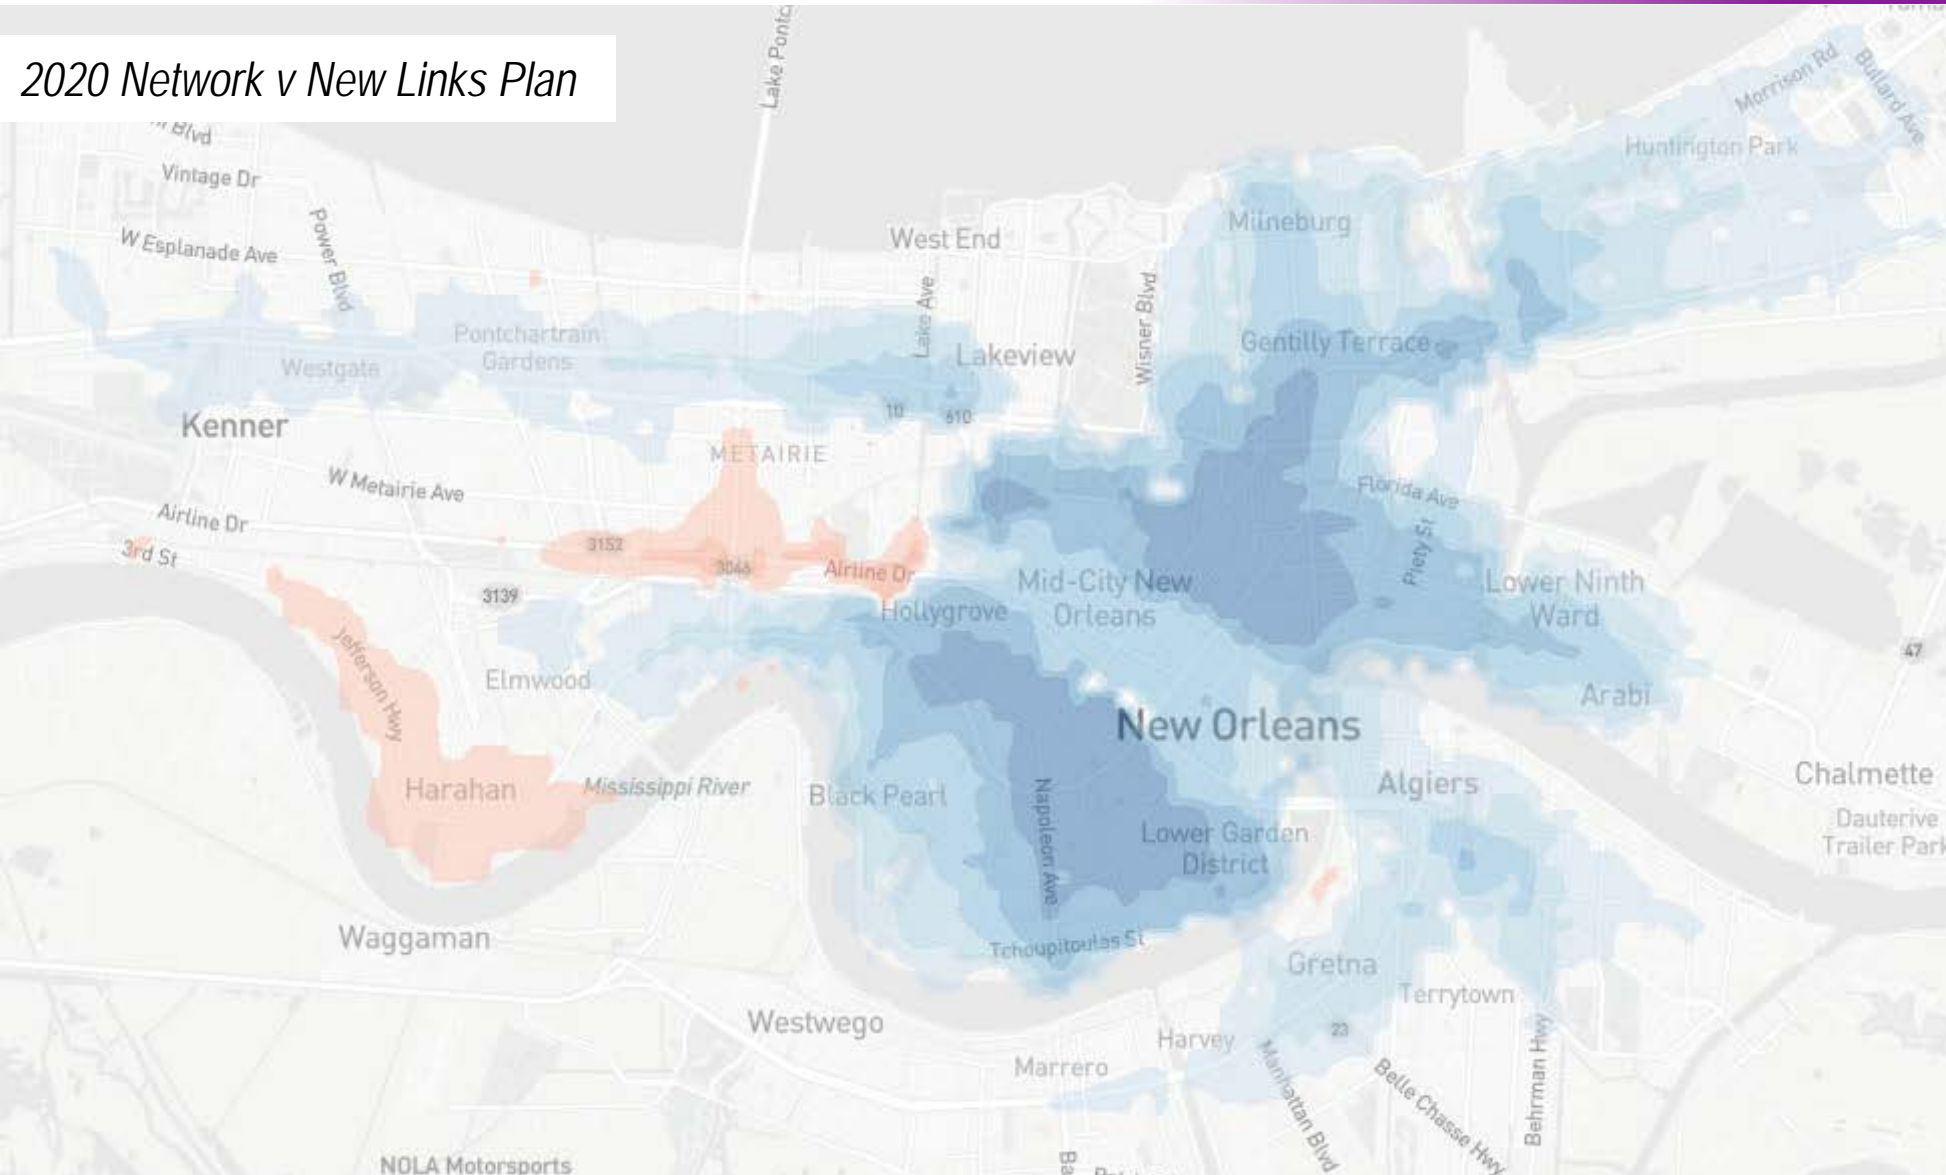 2020 Network v New Links Plan
Lake Pontc
Blvd
Vintage Dr
W Esplanade Ave
Power Blvd
West End
Lake Ave
Wisner Blvd
Milneburg
Morrison Rd
Bullard Ave
Huntington Park
Pontchartrain
Gardens
Westgate
Lakeview
Gentilly Terrace
10
610
Kenner
METAIRIE
W Metairie Ave
Airline Dr
3rd St
3152
3046
Airline Dr
3139
Florida Ave
Piety St
Mid-City New
Orleans
Hollygrove
Lower Ninth
Ward
47
Elmwood
Jefferson Hwy
Arabi
New Orleans
Harahan
Mississippi River
Black Pearl
Napoleon Ave
Algiers
Chalmette
Dauterive
Trailer Park
Lower Garden
District
Waggaman
Tchoupitoulas St
Gretna
Terrytown
Westwego
23
Harvey
Marrero
Manhattan Blvd
Belle Chasse Hwy
Behrman Hwy
NOLA Motorsports
Ba